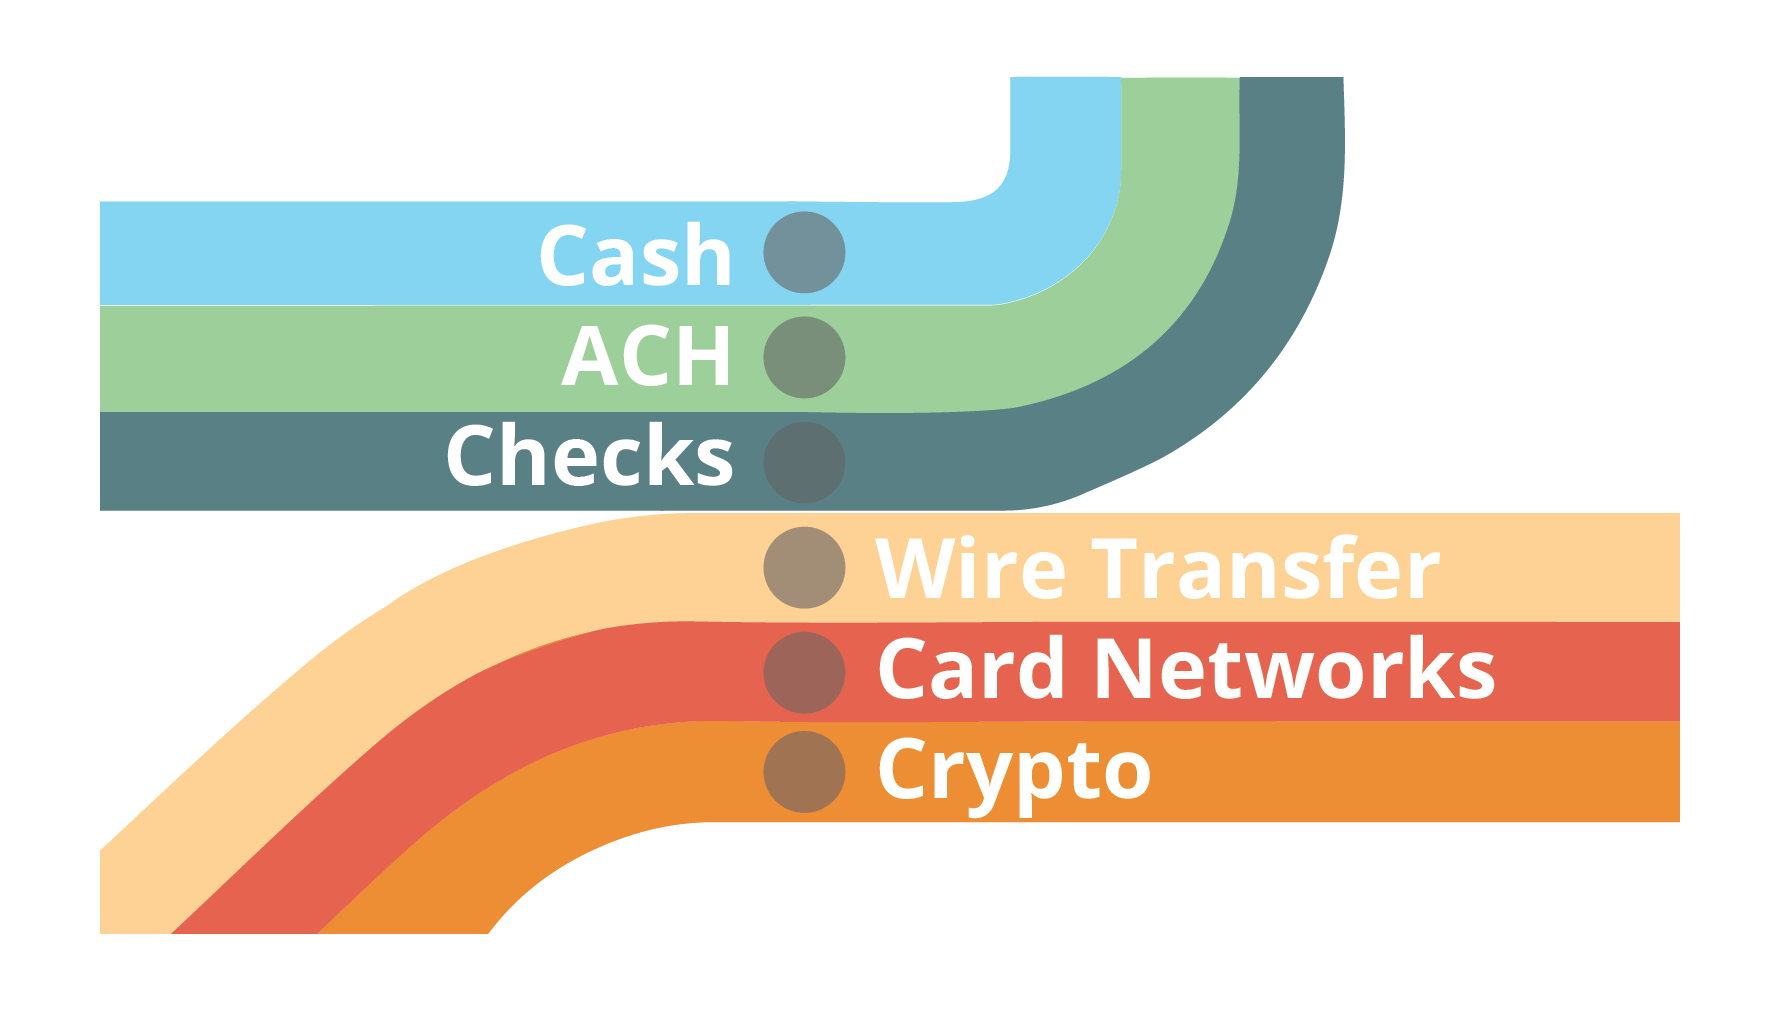 Cash
ACH
Checks
Wire Transfer
Card Networks
Crypto